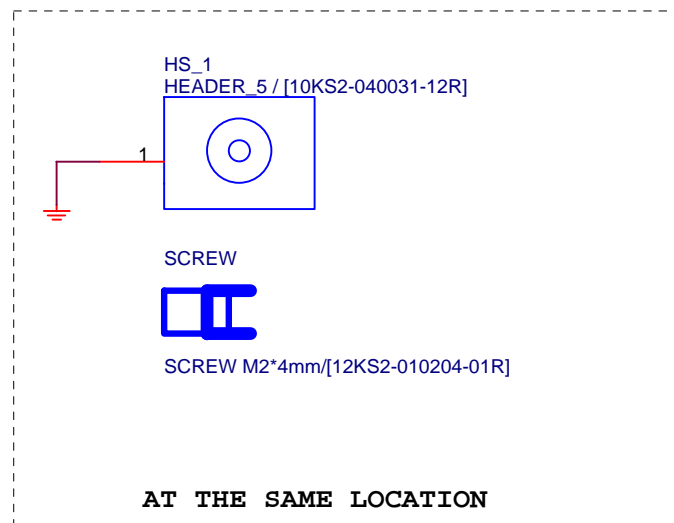 HS_1
HEADER_5 / [10KS2-040031-12R]
1
SCREW
SCREW M2*4mm/[12KS2-010204-01R]
AT THE SAME LOCATION